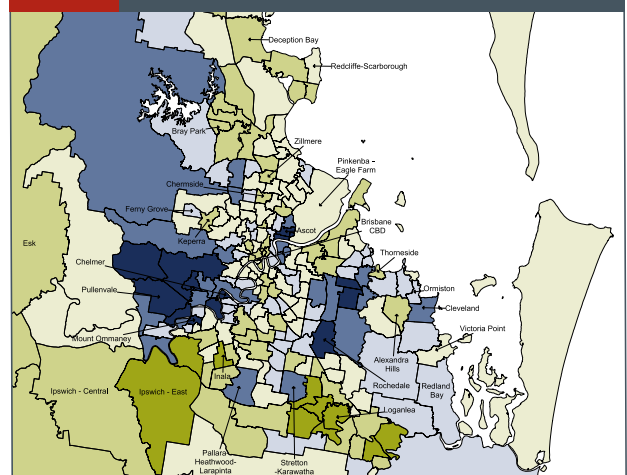 Deception Bay
Redcliffe-Scarborough
Bray Park
Zillmere
Pinkenba -
Eagle Farm
Chermside
Ferny Grove
Brisbane
CBD
Ascot
Keperra
Esk
Thorneside
Chelmer
Pullenvale
Ormiston
Cleveland
Victoria Point
Mount Ommaney
Alexandra
Hills
Inala
Rochedale
Redland
Bay
Ipswich - Central
Ipswich - East
Loganlea
Pallara -
Heathwood-
Larapinta
Stretton
-Karawatha